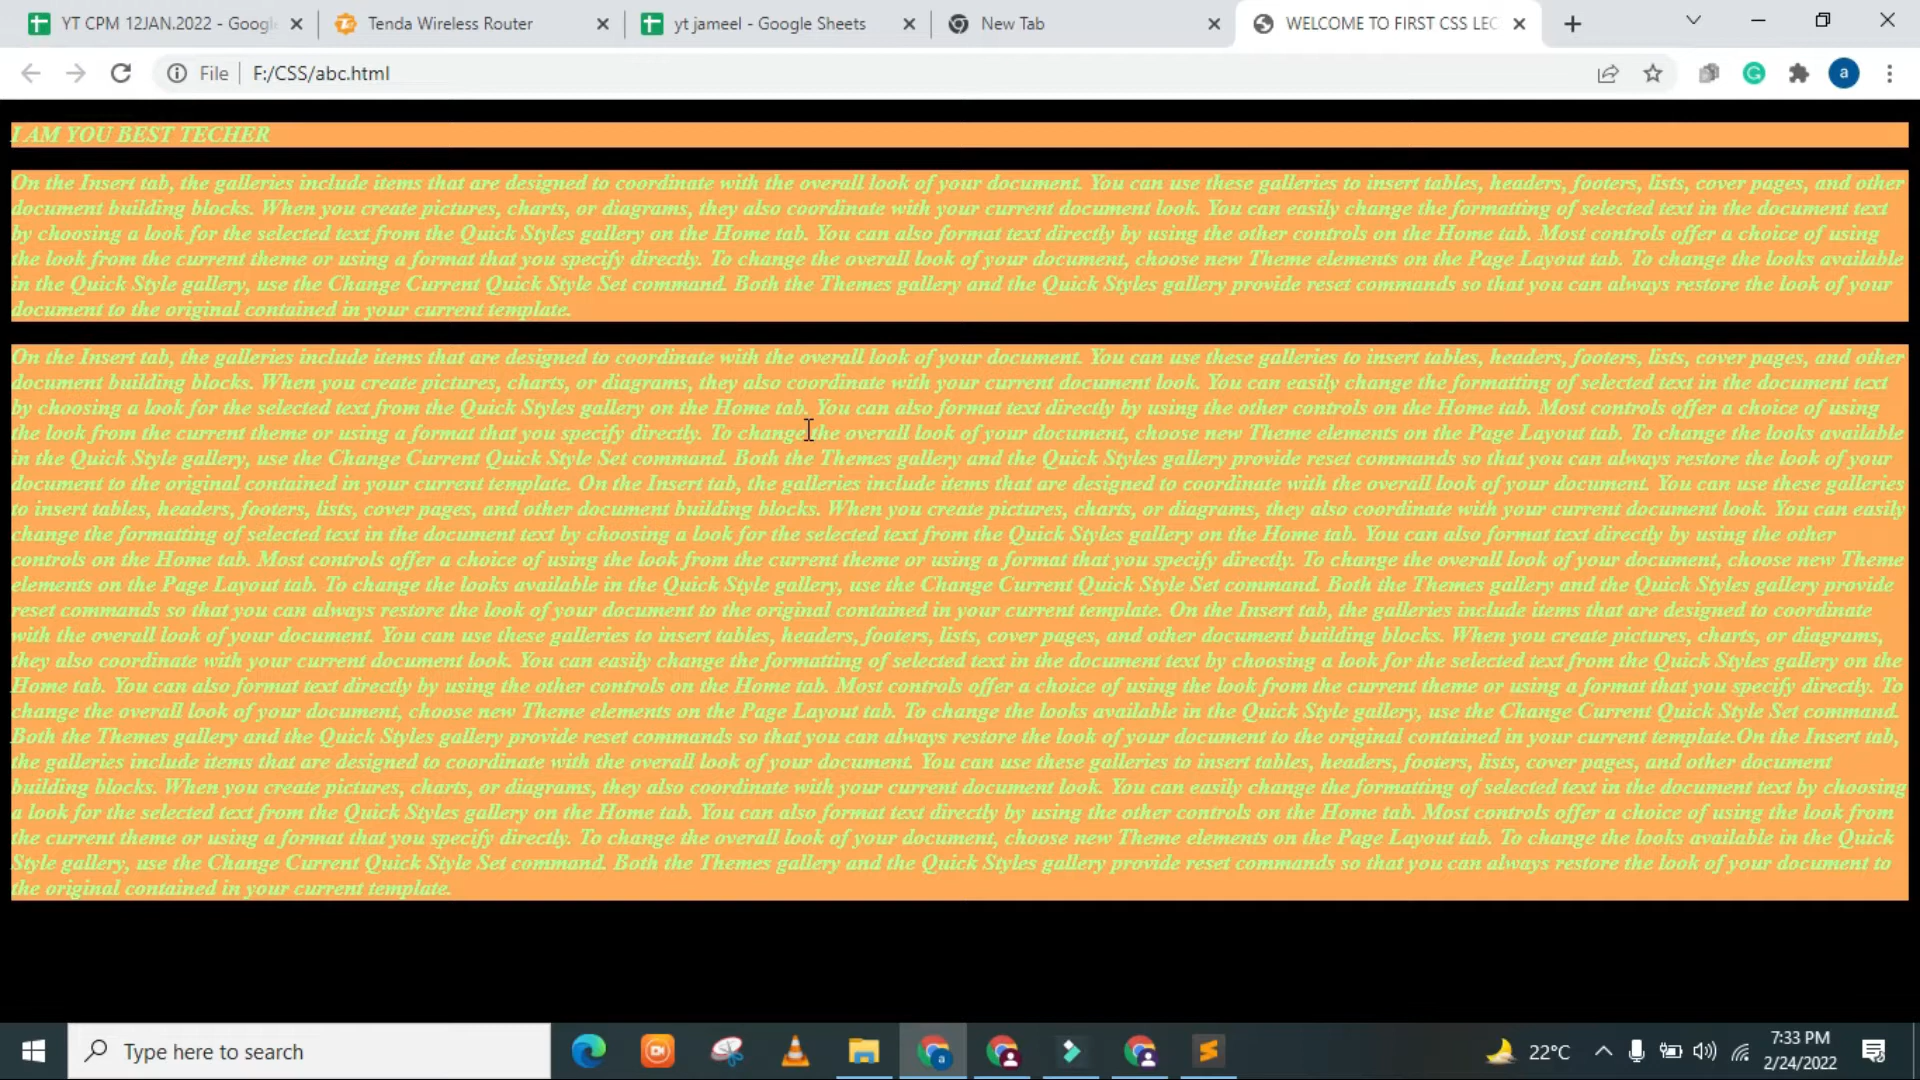 YT CPM 12JAN.2022 - Googl
Tenda Wireless Router
yt jameel - Google Sheets
New Tab
WELCOME TO FIRST CSS LEC
File
F:/CSS/abc.html
G
a
I AM YOU BEST TECHER
On the Insert tab, the galleries include items that are designed to coordinate with the overall look of your document. You can use these galleries to insert tables, headers, footers, lists, cover pages, and other
document building blocks. When you create pictures, charts, or diagrams, they also coordinate with your current document look. You can easily change the formatting of selected text in the document text
by choosing a look for the selected text from the Quick Styles gallery on the Home tab. You can also format text directly by using the other controls on the Home tab. Most controls offer a choice of using
the look from the current theme or using a format that you specify directly. To change the overall look of your document, choose new Theme elements on the Page Layout tab. To change the looks available
in the Quick Style gallery, use the Change Current Quick Style Set command. Both the Themes gallery and the Quick Styles gallery provide reset commands so that you can always restore the look of your
document to the original contained in your current template.
On the Insert tab, the galleries include items that are designed to coordinate with the overall look of your document. You can use these galleries to insert tables, headers, footers, lists, cover pages, and other
document building blocks. When you create pictures, charts, or diagrams, they also coordinate with your current document look. You can easily change the formatting of selected text in the document text
by choosing a look for the selected text from the Quick Styles gallery on the Home tab. You can also format text directly by using the other controls on the Home tab. Most controls offer a choice of using
the look from the current theme or using a format that you specify directly. To change the overall look of your document, choose new Theme elements on the Page Layout tab. To change the looks available
in the Quick Style gallery, use the Change Current Quick Style Set command. Both the Themes gallery and the Quick Styles gallery provide reset commands so that you can always restore the look of your
document to the original contained in your current template. On the Insert tab, the galleries include items that are designed to coordinate with the overall look of your document. You can use these galleries
to insert tables, headers, footers, lists, cover pages, and other document building blocks. When you create pictures, charts, or diagrams, they also coordinate with your current document look. You can easily
change the formatting of selected text in the document text by choosing a look for the selected text from the Quick Styles gallery on the Home tab. You can also format text directly by using the other
controls on the Home tab. Most controls offer a choice of using the look from the current theme or using a format that you specify directly. To change the overall look of your document, choose new Theme
elements on the Page Layout tab. To change the looks available in the Quick Style gallery, use the Change Current Quick Style Set command. Both the Themes gallery and the Quick Styles gallery provide
reset commands so that you can always restore the look of your document to the original contained in your current template. On the Insert tab, the galleries include items that are designed to coordinate
with the overall look of your document. You can use these galleries to insert tables, headers, footers, lists, cover pages, and other document building blocks. When you create pictures, charts, or diagrams,
they also coordinate with your current document look. You can easily change the formatting of selected text in the document text by choosing a look for the selected text from the Quick Styles gallery on the
Home tab. You can also format text directly by using the other controls on the Home tab. Most controls offer a choice of using the look from the current theme or using a format that you specify directly. To
change the overall look of your document, choose new Theme elements on the Page Layout tab. To change the looks available in the Quick Style gallery, use the Change Current Quick Style Set command.
Both the Themes gallery and the Quick Styles gallery provide reset commands so that you can always restore the look of your document to the original contained in your current template.On the Insert tab,
the galleries include items that are designed to coordinate with the overall look of your document. You can use these galleries to insert tables, headers, footers, lists, cover pages, and other document
building blocks. When you create pictures, charts, or diagrams, they also coordinate with your current document look. You can easily change the formatting of selected text in the document text by choosing
a look for the selected text from the Quick Styles gallery on the Home tab. You can also format text directly by using the other controls on the Home tab. Most controls offer a choice of using the look from
the current theme or using a format that you specify directly. To change the overall look of your document, choose new Theme elements on the Page Layout tab. To change the looks available in the Quick
Style gallery, use the Change Current Quick Style Set command. Both the Themes gallery and the Quick Styles gallery provide reset commands so that you can always restore the look of your document to
the original contained in your current template.
Type here to search
22°C
7:33 PM
2/24/2022